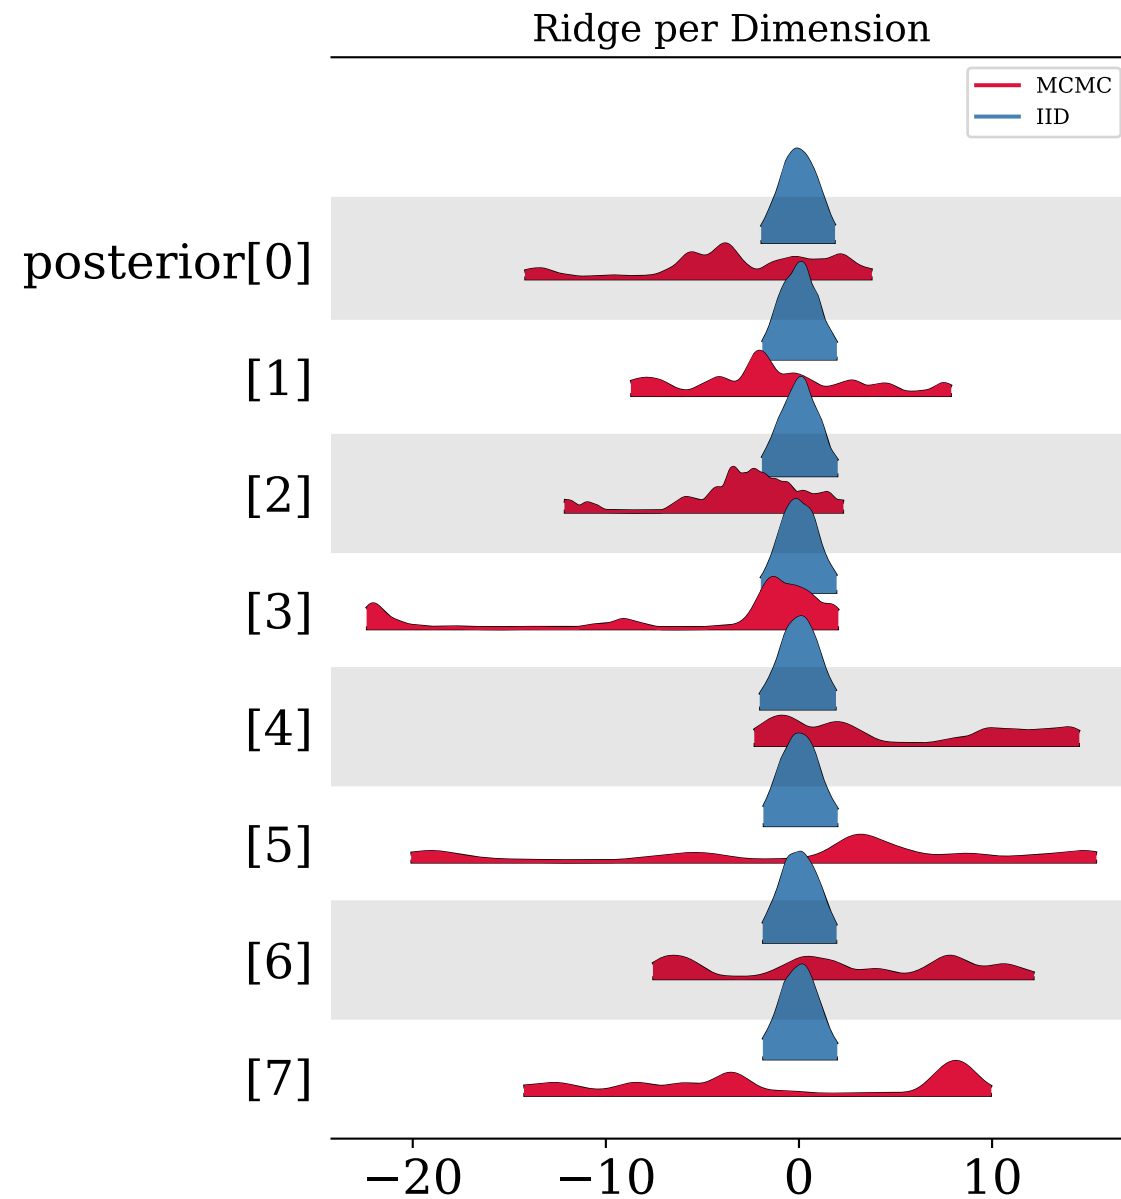 Ridge per Dimension
MCMC
IID
posterior[0]
[1]
[2]
[3]
[4]
[5]
[6]
[7]
−20 −10 0 10